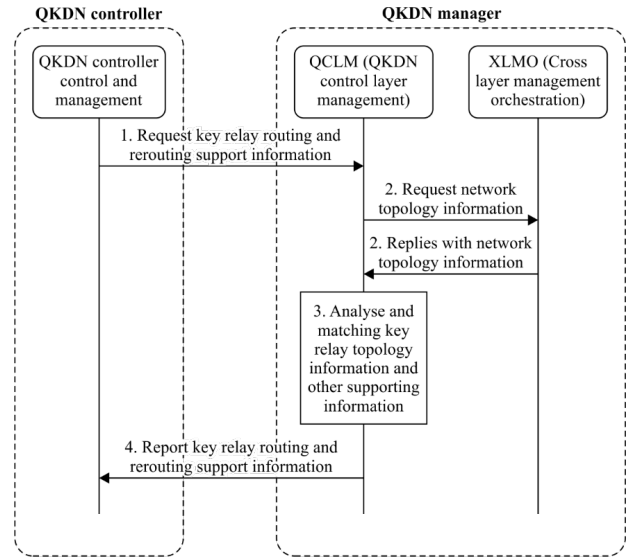 QKDN controller
QKDN manager
QKDN controller
control and
management
QCLM (QKDN
control layer
management)
XLMO (Cross
layer management
orchestration)
1. Request key relay routing and
rerouting support information
2. Request network
topology information
2. Replies with network
topology information
3. Analyse and
matching key
relay topology
information and
other supporting
information
4. Report key relay routing and
rerouting support information